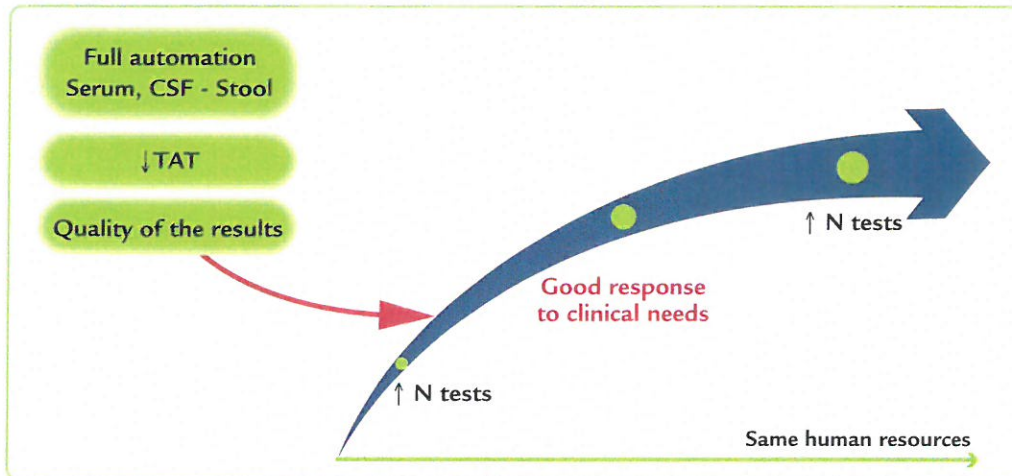 Full automation
Serum, CSF - Stool
↓TAT
Quality of the results
↑ N tests
Good response
to clinical needs
↑ N tests
Same human resources